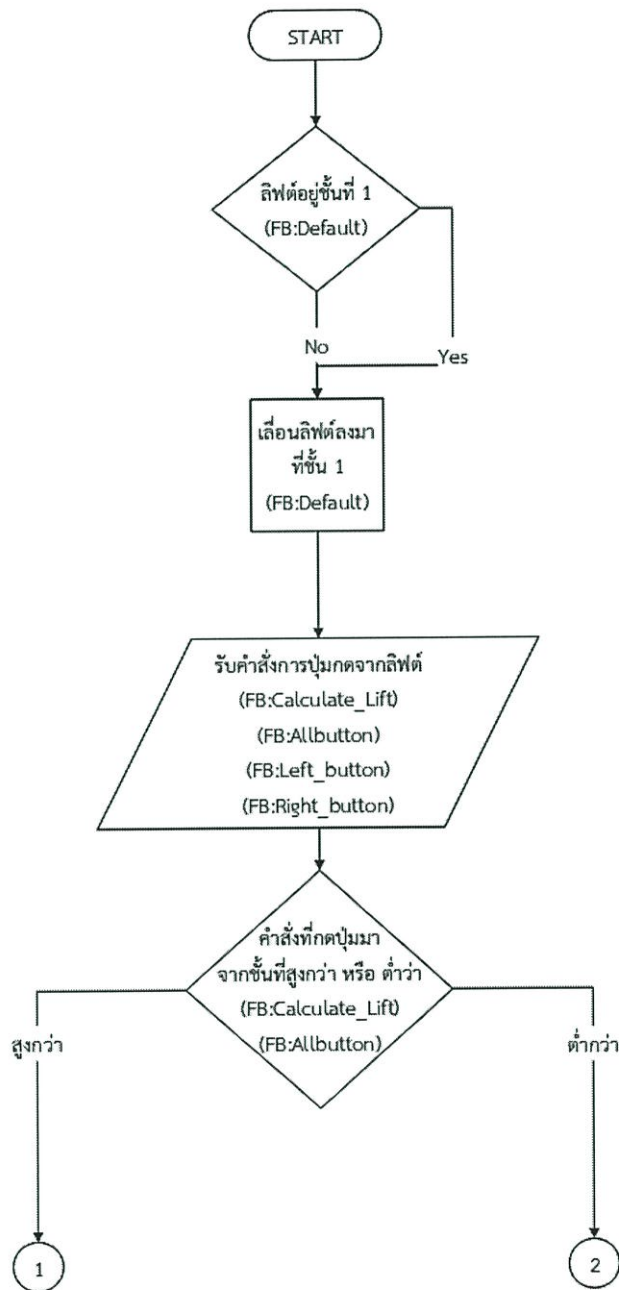 START
ลิฟต์อยู่ชั้นที่ 1
(FB:Default)
No
Yes
เลื่อนลิฟต์ลงมา
ที่ชั้น 1
(FB:Default)
รับคำสั่งการปุ่มกดจากลิฟต์
(FB:Calculate_Lift)
(FB:Allbutton)
(FB:Left_button)
(FB:Right_button)
คำสั่งที่กดปุ่มมา
จากชั้นที่สูงกว่า หรือ ต่ำว่า
(FB:Calculate_Lift)
(FB:Allbutton)
สูงกว่า
ต่ำกว่า
1
2